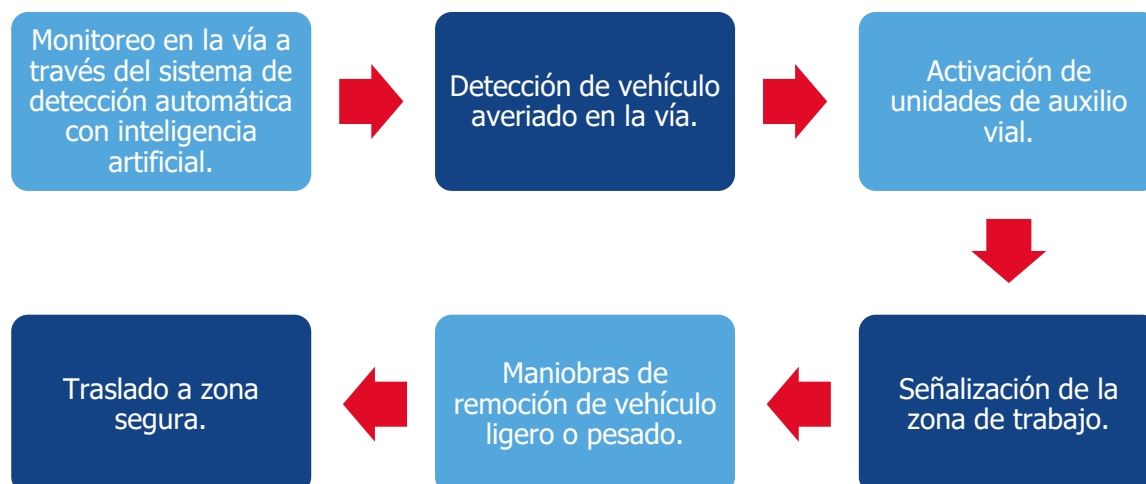 Monitoreo en la vía a
través del sistema de
detección automática
con inteligencia
artificial.
Detección de vehículo
averiado en la vía.
Activación de
unidades de auxilio
vial.
Señalización de la
zona de trabajo.
Maniobras de
remoción de vehículo
ligero o pesado.
Traslado a zona
segura.